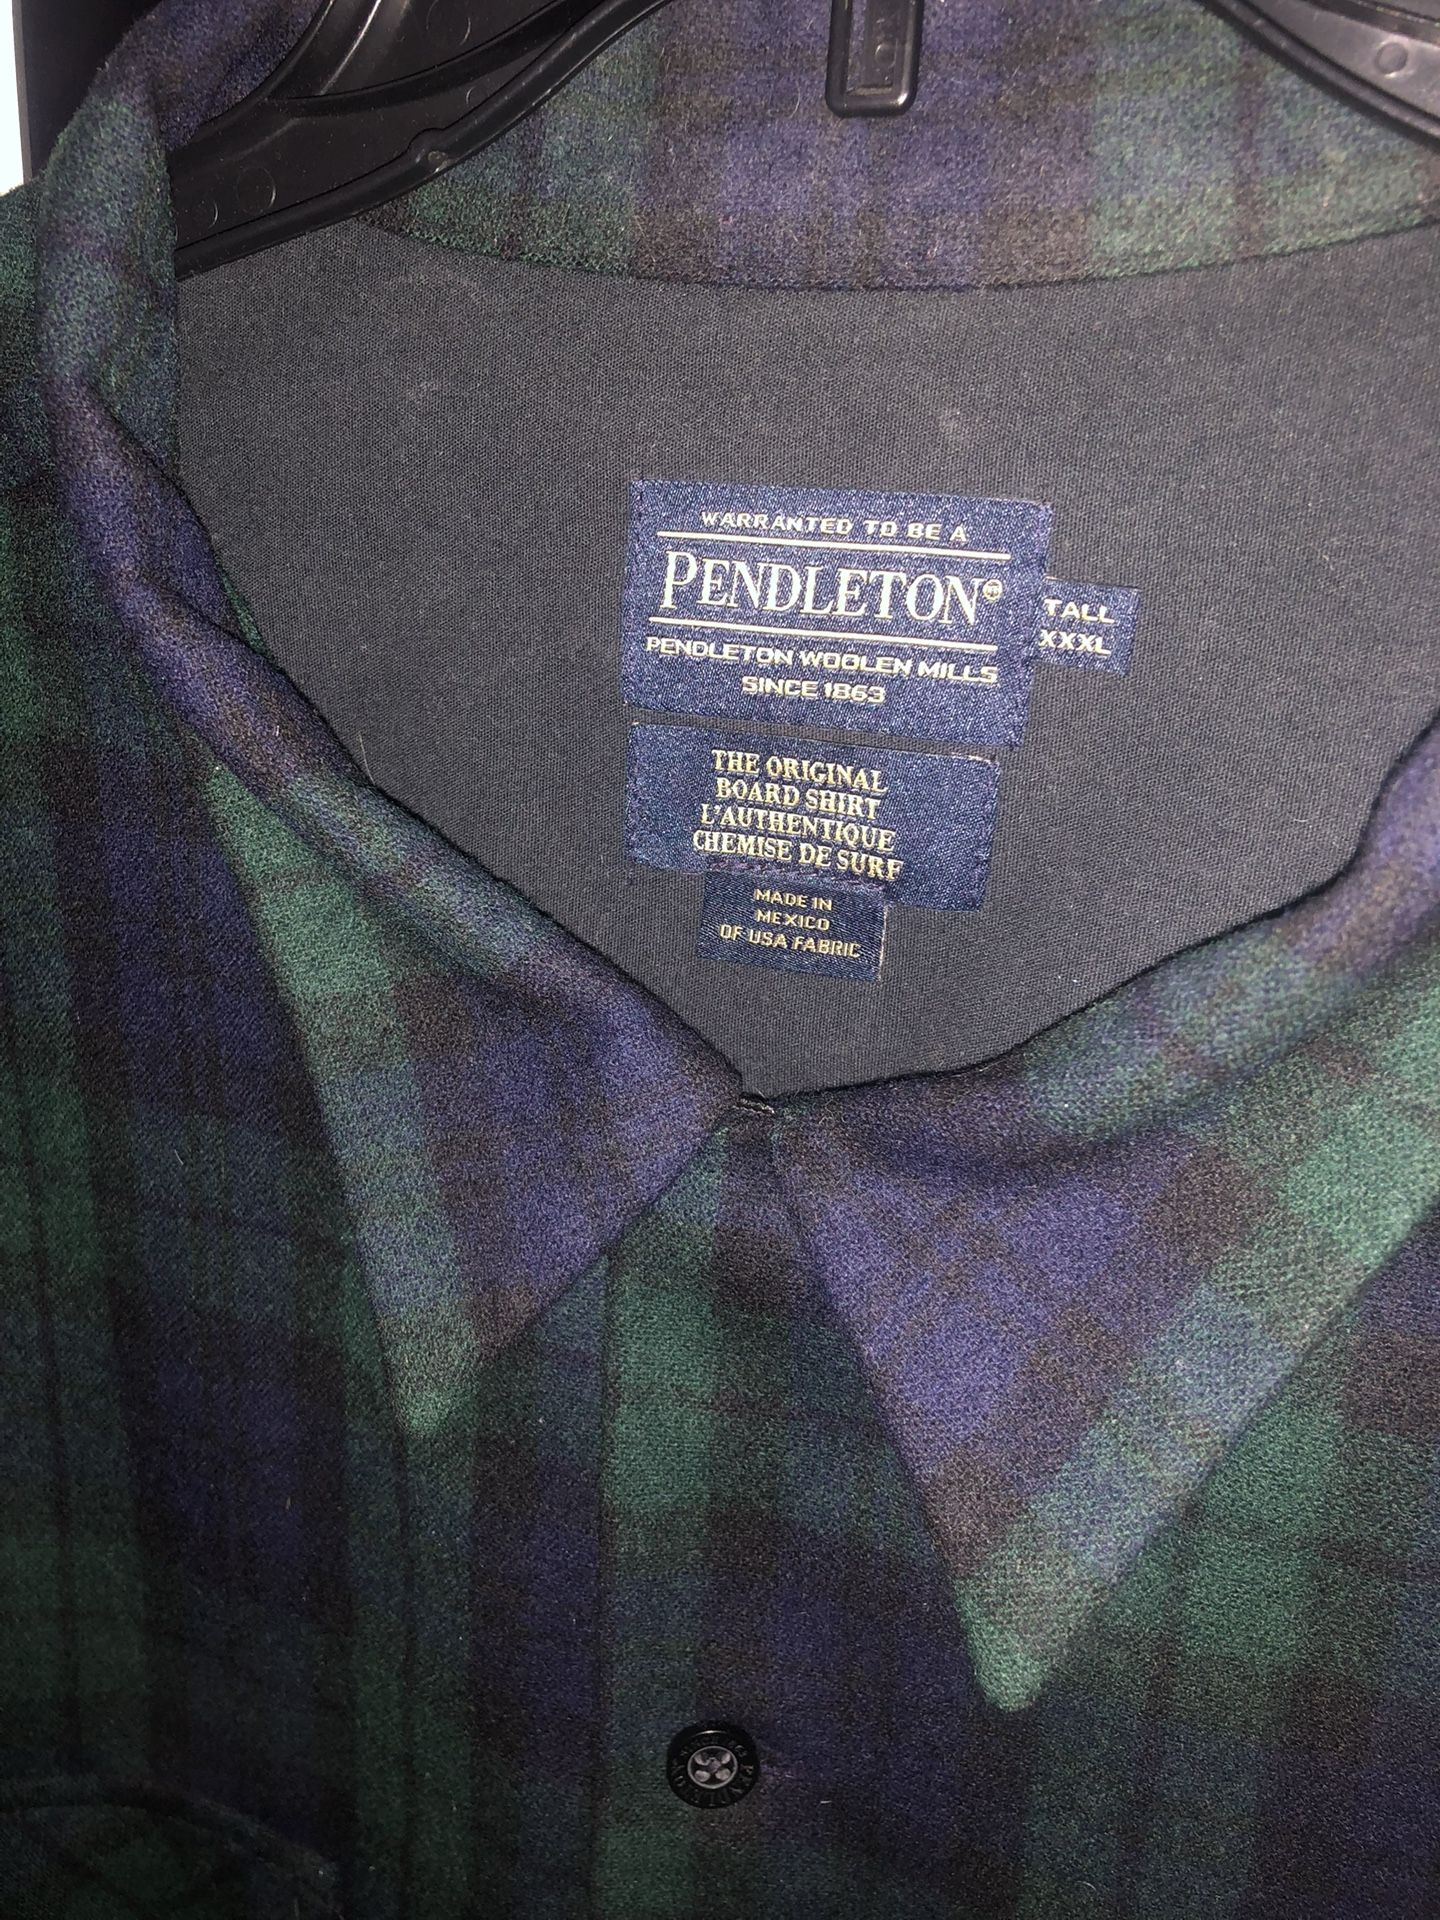 WARRANTED TO BE A
PENDLETON®
PENDLETON WOOLEN MILLS
SINCE 1863
TALL
XXXL
THE ORIGINAL
BOARD SHIRT
L'AUTHENTIQUE
CHEMISE DE SURF
MADE IN
MEXICO
OF USA FABRIC
PENDLETON